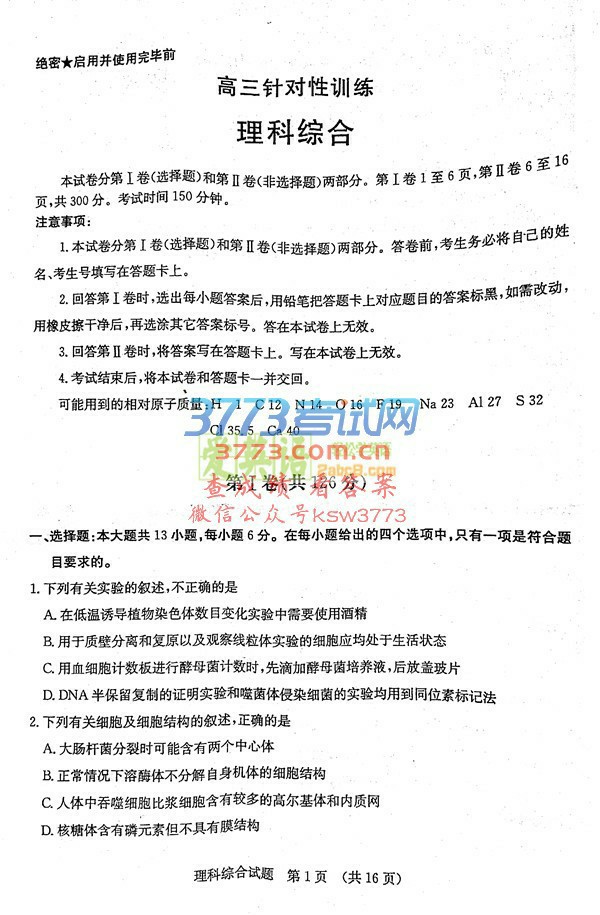 绝密★启用并使用完毕前
高三针对性训练
理科综合
本试卷分第Ⅰ卷(选择题)和第Ⅱ卷(非选择题)两部分。第Ⅰ卷1至6页,第Ⅱ卷6至16
页,共300分。考试时间150分钟。
注意事项:
1.本试卷分第Ⅰ卷(选择题)和第Ⅱ卷(非选择题)两部分。答卷前,考生务必将自己的姓
名、考生号填写在答题卡上。
2.回答第Ⅰ卷时,选出每小题答案后,用铅笔把答题卡上对应题目的答案标黑,如需改动,
用橡皮擦干净后,再选涂其它答案标号。答在本试卷上无效。
3.回答第Ⅱ卷时,将答案写在答题卡上。写在本试卷上无效。
4.考试结束后,将本试卷和答题卡一并交回。
可能用到的相对原子质量:H 1 C 12 N 14 O 16 F 19 Na 23 Al 27 S 32
Cl 35.5 Ca 40
3773考试网
www.3773.com.cn
爱英语
2abc8.com
第Ⅰ卷(共126分)
查成绩 看答案
微信公众号ksw3773
一、选择题:本大题共13小题,每小题6分。在每小题给出的四个选项中,只有一项是符合题
目要求的。
1.下列有关实验的叙述,不正确的是
A.在低温诱导植物染色体数目变化实验中需要使用酒精
B.用于质壁分离和复原以及观察线粒体实验的细胞应均处于生活状态
C.用血细胞计数板进行酵母菌计数时,先滴加酵母菌培养液,后放盖玻片
D.DNA半保留复制的证明实验和噬菌体侵染细菌的实验均用到同位素标记法
2.下列有关细胞及细胞结构的叙述,正确的是
A.大肠杆菌分裂时可能含有两个中心体
B.正常情况下溶酶体不分解自身机体的细胞结构
C.人体中吞噬细胞比浆细胞含有较多的高尔基体和内质网
D.核糖体含有磷元素但不具有膜结构
理科综合试题 第1页 (共16页)